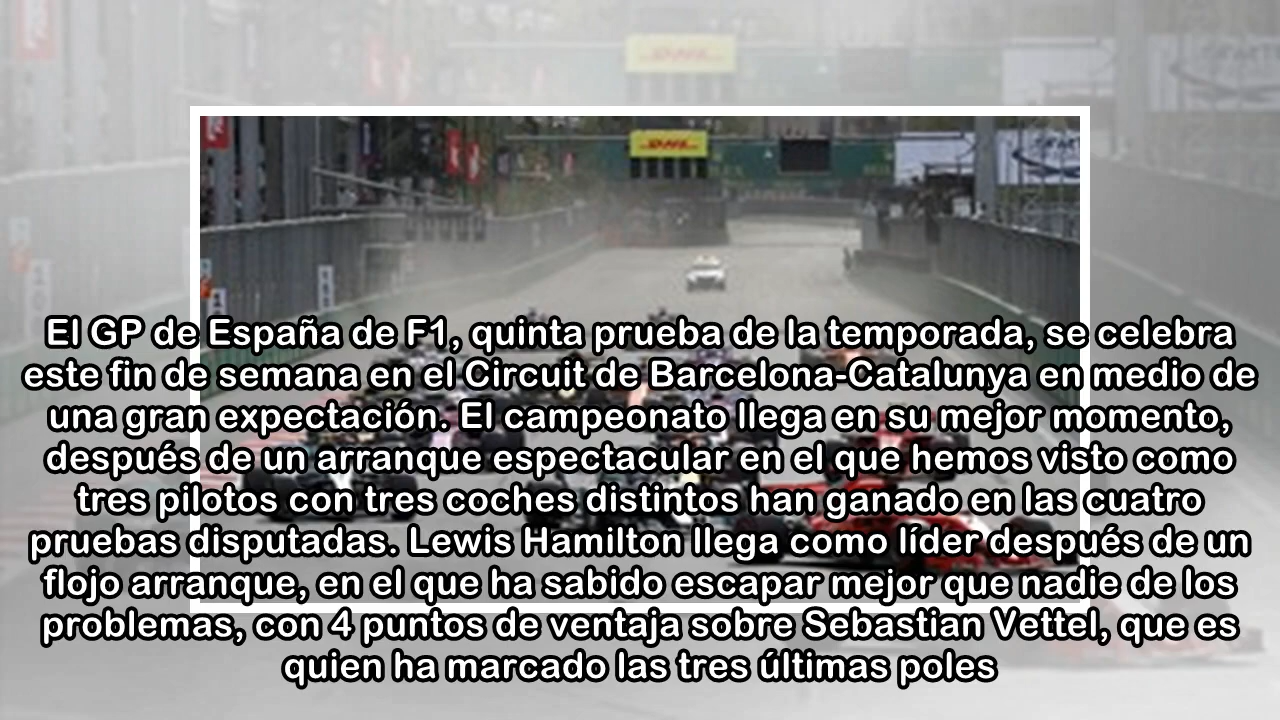 DHL
El GP de España de F1, quinta prueba de la temporada, se celebra
este fin de semana en el Circuit de Barcelona-Catalunya en medio de
una gran expectación. El campeonato llega en su mejor momento,
después de un arranque espectacular en el que hemos visto como
tres pilotos con tres coches distintos han ganado en las cuatro
pruebas disputadas. Lewis Hamilton llega como líder después de un
flojo arranque, en el que ha sabido escapar mejor que nadie de los
problemas, con 4 puntos de ventaja sobre Sebastian Vettel, que es
quien ha marcado las tres últimas poles